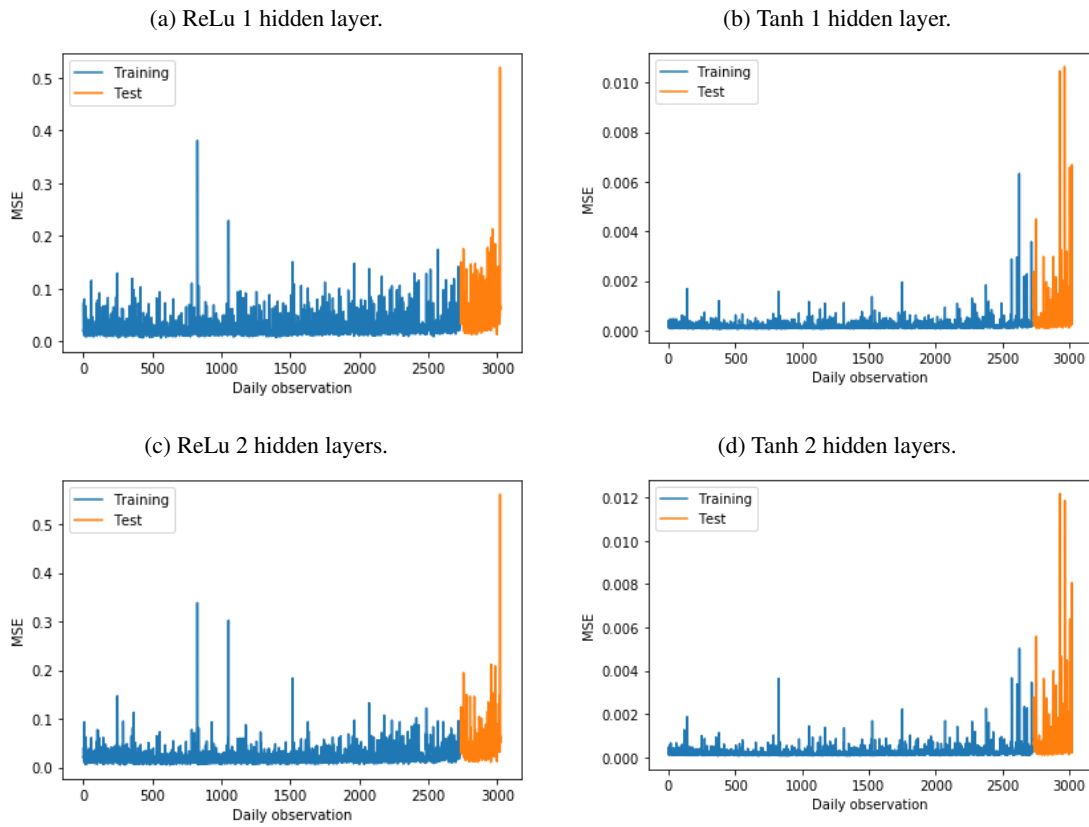 (a) ReLu 1 hidden layer.
Training
Test
0.5
0.4
0.3
0.2
0.1
0.0
MSE
0 500 1000 1500 2000 2500 3000
Daily observation
(b) Tanh 1 hidden layer.
Training
Test
0.010
0.008
0.006
0.004
0.002
0.000
MSE
0 500 1000 1500 2000 2500 3000
Daily observation
(c) ReLu 2 hidden layers.
Training
Test
0.5
0.4
0.3
0.2
0.1
0.0
MSE
0 500 1000 1500 2000 2500 3000
Daily observation
(d) Tanh 2 hidden layers.
Training
Test
0.012
0.010
0.008
0.006
0.004
0.002
0.000
MSE
0 500 1000 1500 2000 2500 3000
Daily observation